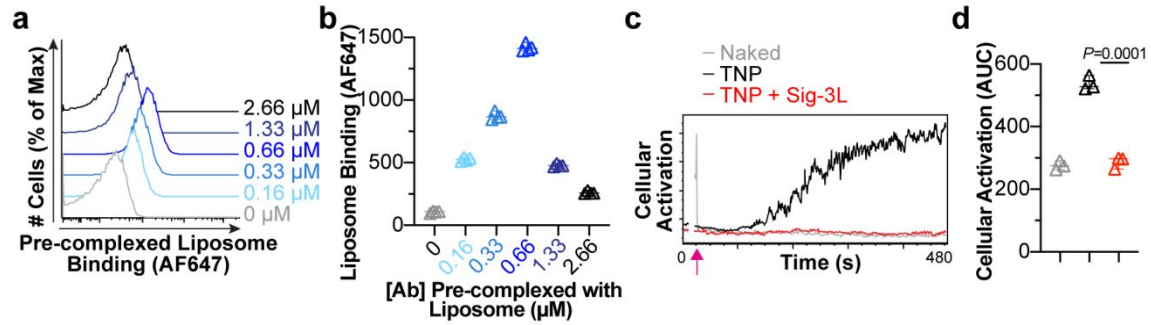 a
# Cells (% of Max)
2.66 µM
1.33 µM
0.66 µM
0.33 µM
0.16 µM
0 µM
Pre-complexed Liposome
Binding (AF647)
b
Liposome Binding (AF647)
1500
1000
500
0
0
0.16
0.33
0.66
1.33
2.66
[Ab] Pre-complexed with
Liposome (µM)
c
Naked
TNP
TNP + Sig-3L
Cellular
Activation
0
Time (s)
480
d
Cellular Activation (AUC)
P=0.0001
600
400
200
0